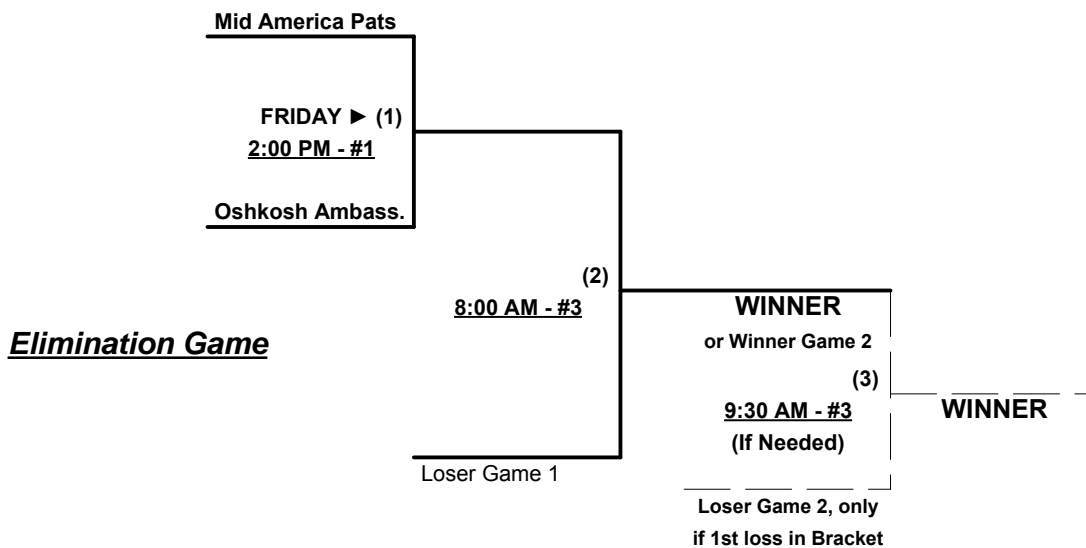 Mid America Pats
FRIDAY ► (1)
2:00 PM - #1
Oshkosh Ambass.
(2)
8:00 AM - #3
WINNER
or Winner Game 2
Elimination Game
(3)
9:30 AM - #3
WINNER
(If Needed)
Loser Game 1
Loser Game 2, only
if 1st loss in Bracket